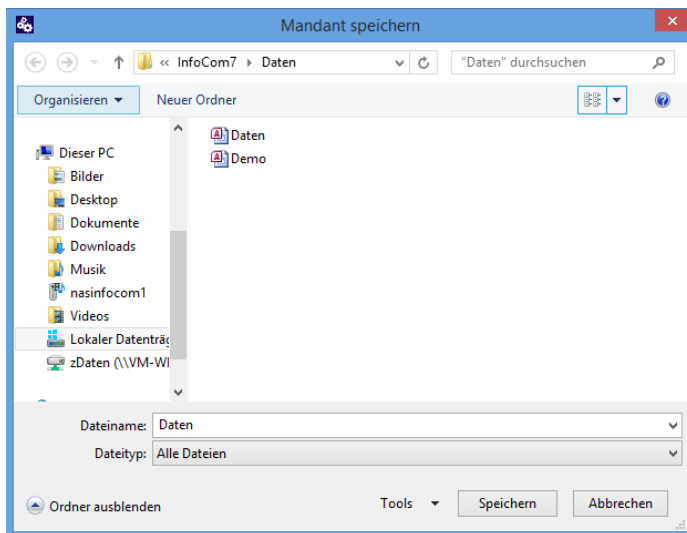 Mandant speichern
« InfoCom7 Daten
"Daten" durchsuchen
Organisieren
Neuer Ordner
Dieser PC
Bilder
Desktop
Dokumente
Downloads
Musik
nasinfocom1
Videos
Lokaler Datenträg
zDaten (\\VM-WI
Daten
Demo
Dateiname: Daten
Dateityp: Alle Dateien
Ordner ausblenden
Tools
Speichern
Abbrechen